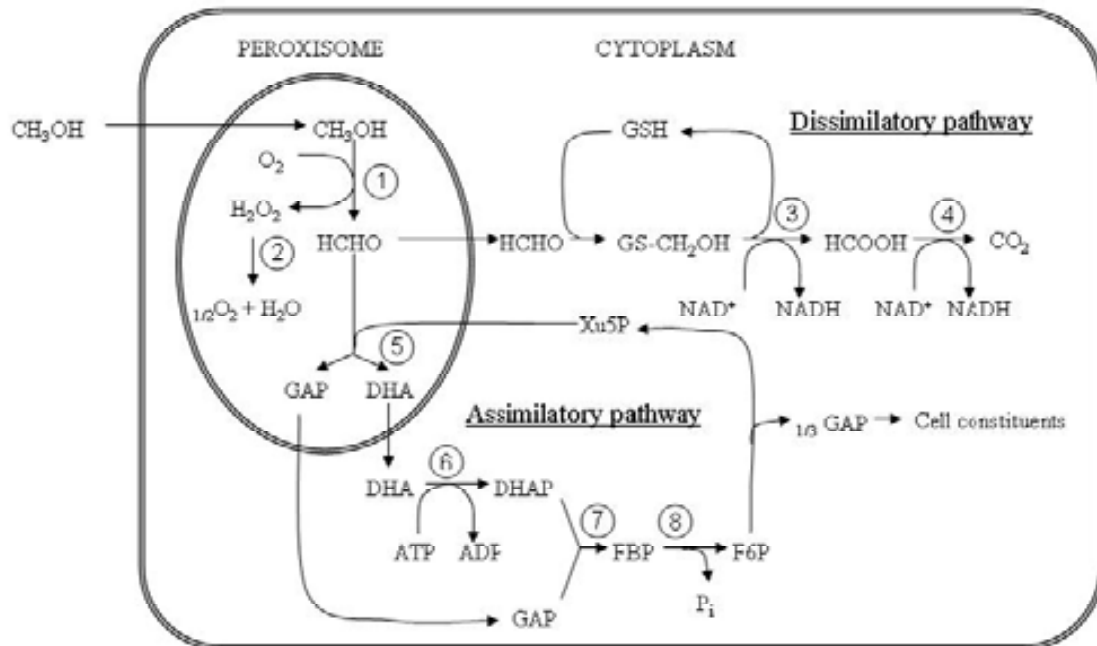 PEROXISOME CYTOPLASM
CH₃OH CH₃OH GSH Dissimilatory pathway
O₂ 1
H₂O₂ 3 4
HCHO HCHO GS-CH₂OH HCOOH CO₂
2
1/2O₂ + H₂O NAD⁺ NADH NAD⁺ NADH
Xu5P
5
GAP DHA
Assimilatory pathway 1/3 GAP Cell constituents
6
DHA DHAP
7 8
ATP ADP FBP F6P
Pi
GAP